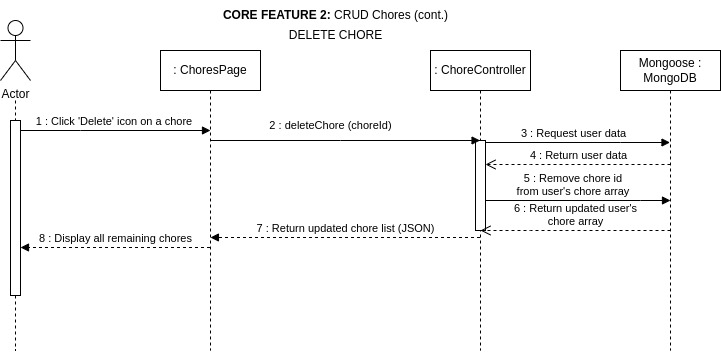 CORE FEATURE 2: CRUD Chores (cont.)
DELETE CHORE
Actor
: ChoresPage
: ChoreController
Mongoose :
MongoDB
1 : Click 'Delete' icon on a chore
2 : deleteChore (choreId)
3 : Request user data
4 : Return user data
5 : Remove chore id
from user's chore array
6 : Return updated user's
chore array
7 : Return updated chore list (JSON)
8 : Display all remaining chores